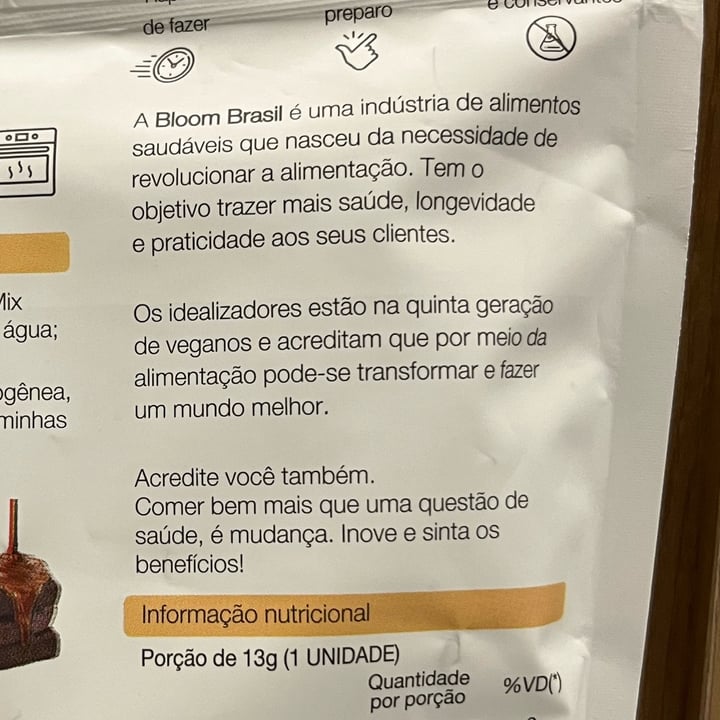 de fazer
preparo
A Bloom Brasil é uma indústria de alimentos
saudáveis que nasceu da necessidade de
revolucionar a alimentação. Tem o
objetivo trazer mais saúde, longevidade
e praticidade aos seus clientes.
Mix
água;
minhas
Os idealizadores estão na quinta geração
de veganos e acreditam que por meio da
alimentação pode-se transformar e fazer
um mundo melhor.
Acredite você também.
Comer bem mais que uma questão de
saúde, é mudança. Inove e sinta os
benefícios!
Informação nutricional
Porção de 13g (1 UNIDADE)
Quantidade
por porção
%VD(*)